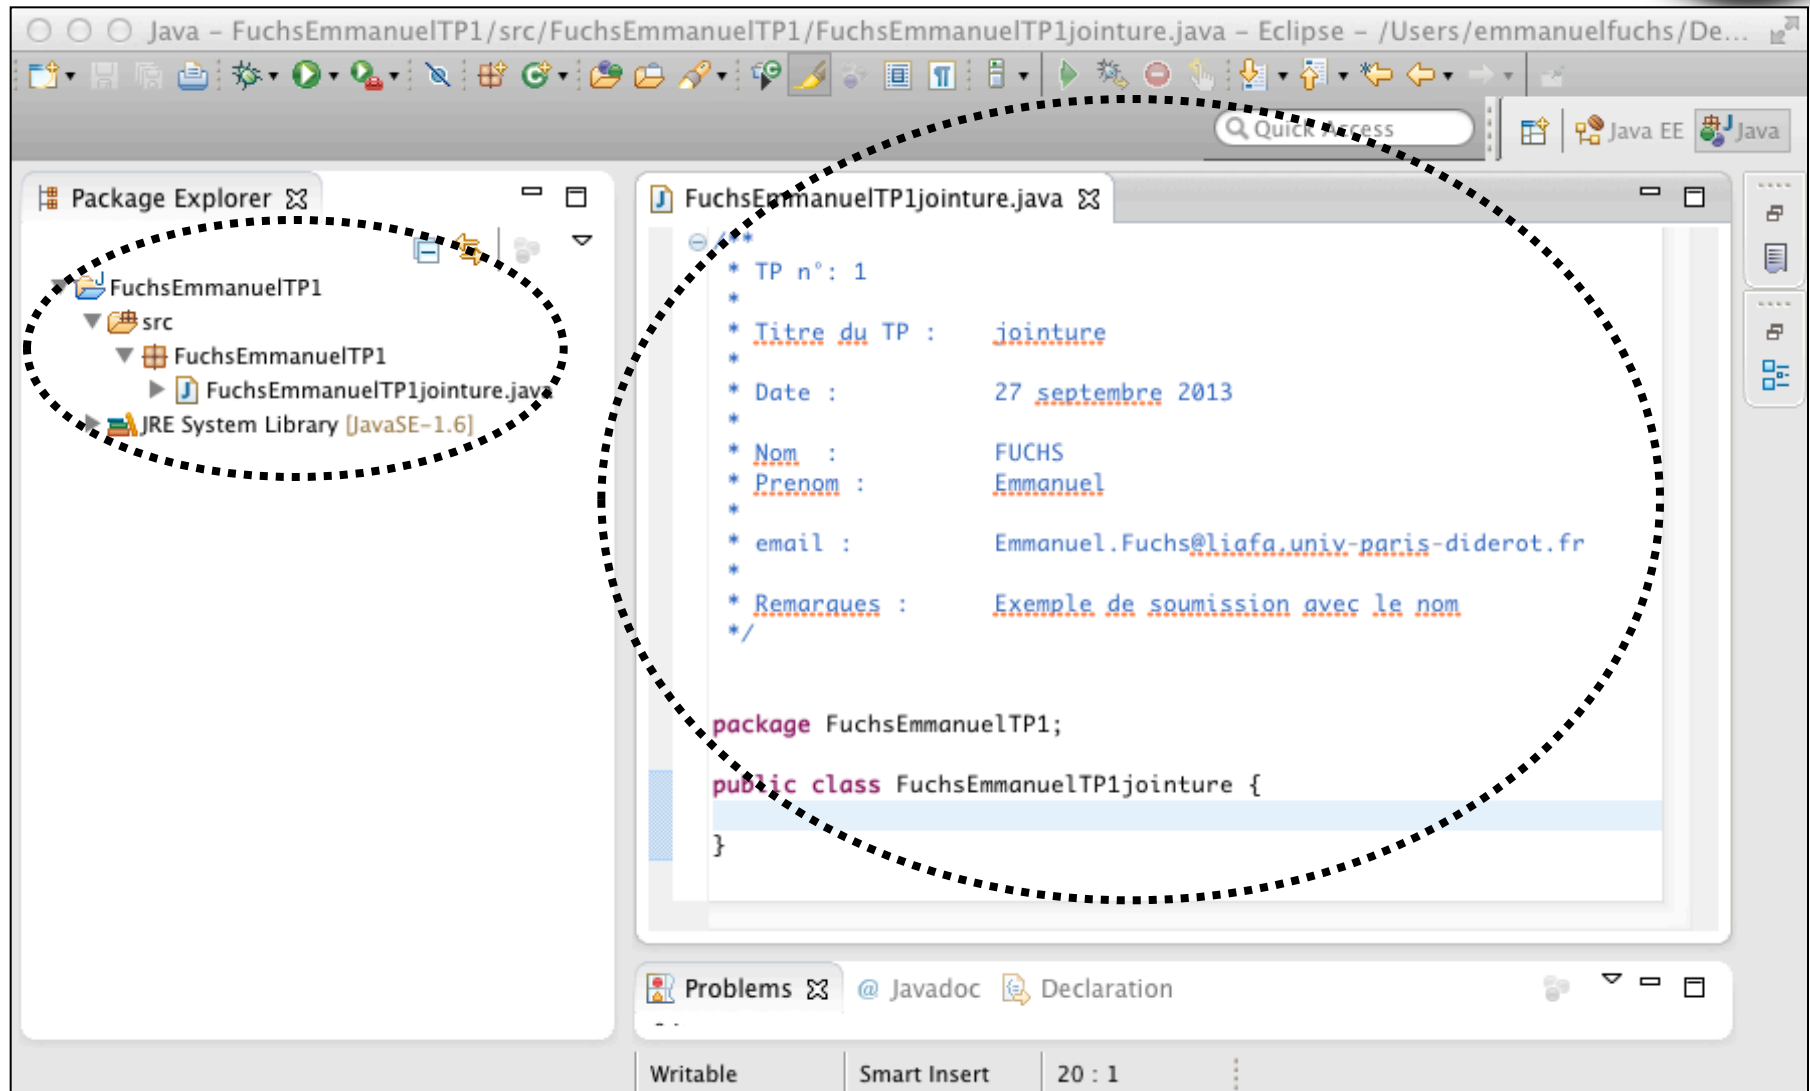 Java – FuchsEmmanuelTP1/src/FuchsEmmanuelTP1/FuchsEmmanuelTP1jointure.java – Eclipse – /Users/emmanuelfuchs/De...
Quick Access
Java EE
Java
Package Explorer
FuchsEmmanuelTP1
src
FuchsEmmanuelTP1
FuchsEmmanuelTP1jointure.java
JRE System Library [JavaSE-1.6]
FuchsEmmanuelTP1jointure.java
/**
* TP n°: 1
*
* Titre du TP : jointure
*
* Date : 27 septembre 2013
*
* Nom : FUCHS
* Prenom : Emmanuel
*
* email : Emmanuel.Fuchs@liafa.univ-paris-diderot.fr
*
* Remarques : Exemple de soumission avec le nom
*/
package FuchsEmmanuelTP1;
public class FuchsEmmanuelTP1jointure {
}
Problems @ Javadoc Declaration
Writable Smart Insert 20 : 1